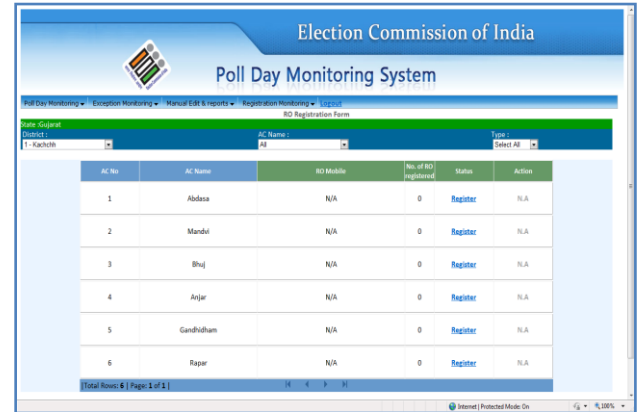 Election Commission of India
Poll Day Monitoring System
Poll Day Monitoring Exception Monitoring Manual Edit & reports Registration Monitoring Logout
RO Registration Form
State :Gujarat
District : AC Name : Type :
1 - Kachchh All Select All
AC No AC Name RO Mobile No. of RO registered Status Action
1 Abdasa N/A 0 Register N.A
2 Mandvi N/A 0 Register N.A
3 Bhuj N/A 0 Register N.A
4 Anjar N/A 0 Register N.A
5 Gandhidham N/A 0 Register N.A
6 Rapar N/A 0 Register N.A
|Total Rows: 6 | Page: 1 of 1 |
Internet | Protected Mode: On 100%